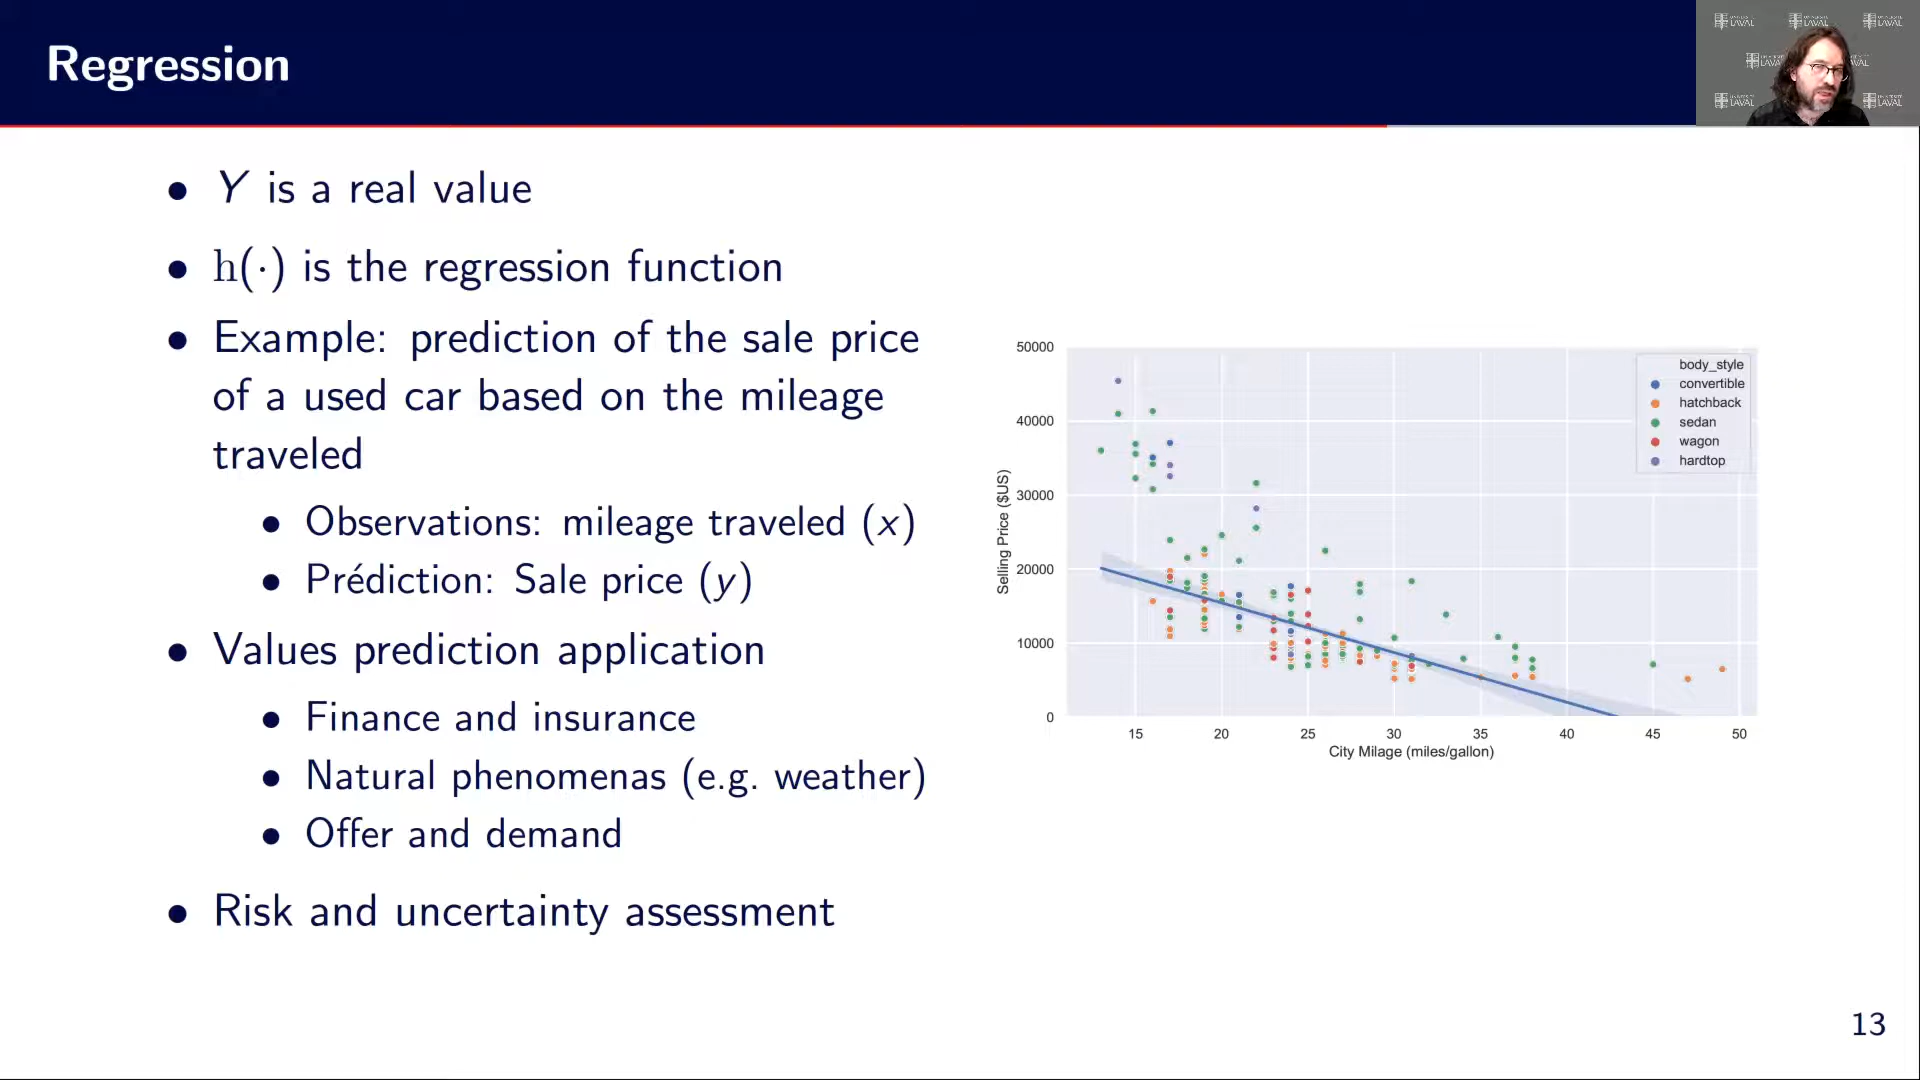 Regression
UNIVERSITÉ
LAVAL
• Y is a real value
• h(·) is the regression function
• Example: prediction of the sale price
of a used car based on the mileage
traveled
• Observations: mileage traveled (x)
• Prédiction: Sale price (y)
• Values prediction application
• Finance and insurance
• Natural phenomenas (e.g. weather)
• Offer and demand
• Risk and uncertainty assessment
50000
40000
30000
20000
10000
0
Selling Price ($US)
15 20 25 30 35 40 45 50
City Milage (miles/gallon)
body_style
convertible
hatchback
sedan
wagon
hardtop
13